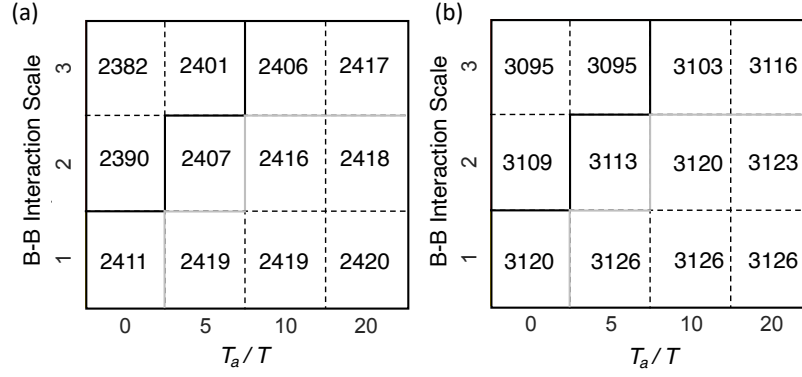 (a)
B-B Interaction Scale
3 2382 2401 2406 2417
2 2390 2407 2416 2418
1 2411 2419 2419 2420
0 5 10 20
Ta / T
(b)
B-B Interaction Scale
3 3095 3095 3103 3116
2 3109 3113 3120 3123
1 3120 3126 3126 3126
0 5 10 20
Ta / T